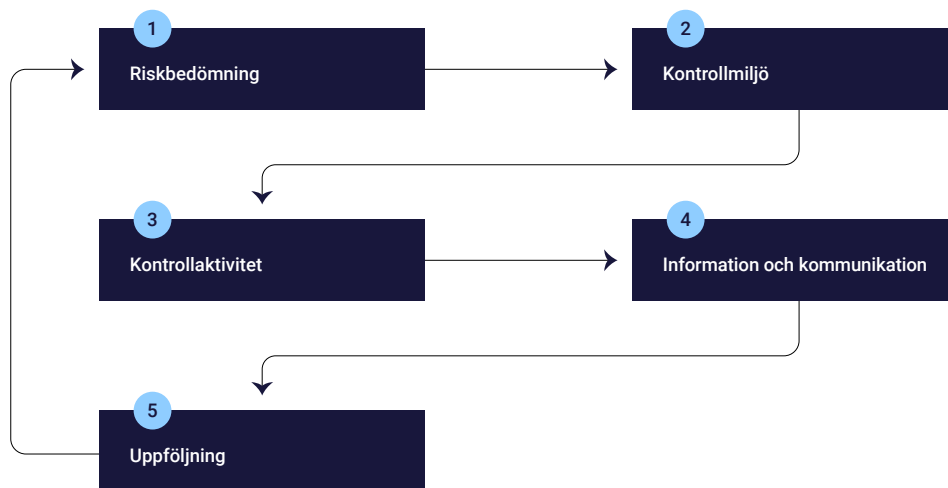 1
Riskbedömning
2
Kontrollmiljö
3
Kontrollaktivitet
4
Information och kommunikation
5
Uppföljning